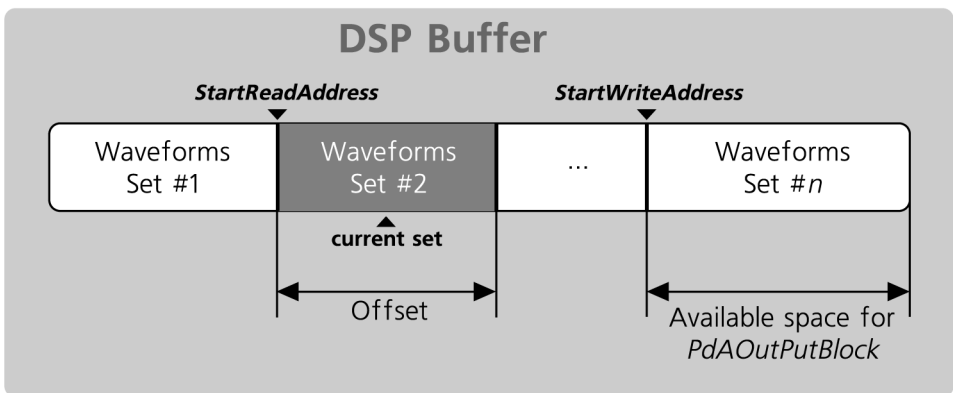 DSP Buffer
StartReadAddress
StartWriteAddress
Waveforms
Set #1
Waveforms
Set #2
...
Waveforms
Set #n
current set
Offset
Available space for
PdAOutPutBlock